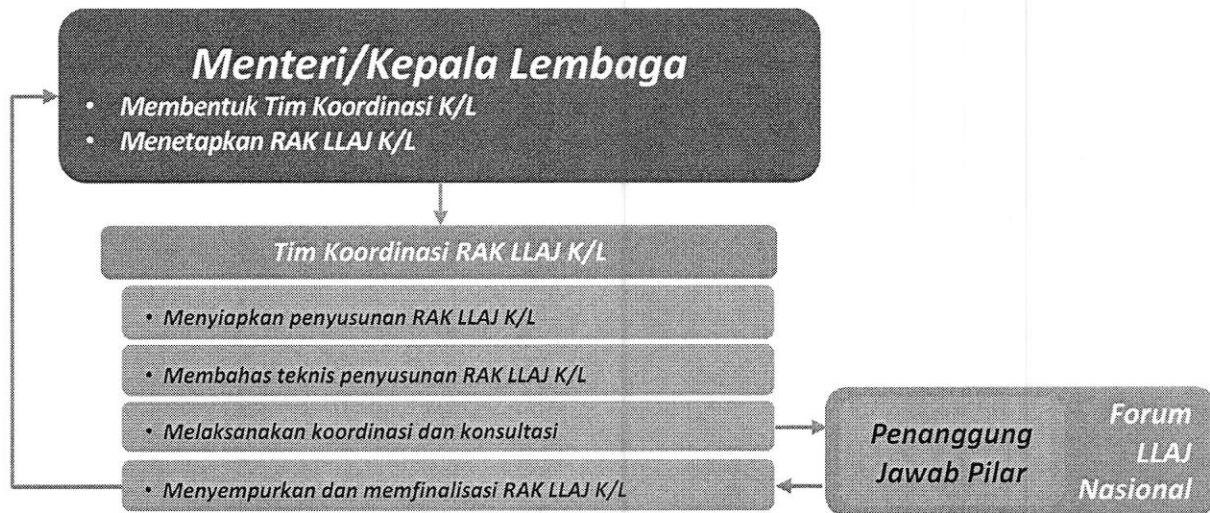 Menteri/Kepala Lembaga
• Membentuk Tim Koordinasi K/L
• Menetapkan RAK LLAJ K/L
Tim Koordinasi RAK LLAJ K/L
• Menyiapkan penyusunan RAK LLAJ K/L
• Membahas teknis penyusunan RAK LLAJ K/L
• Melaksanakan koordinasi dan konsultasi
• Menyempurkan dan memfinalisasi RAK LLAJ K/L
Penanggung
Jawab Pilar
Forum
LLAJ
Nasional